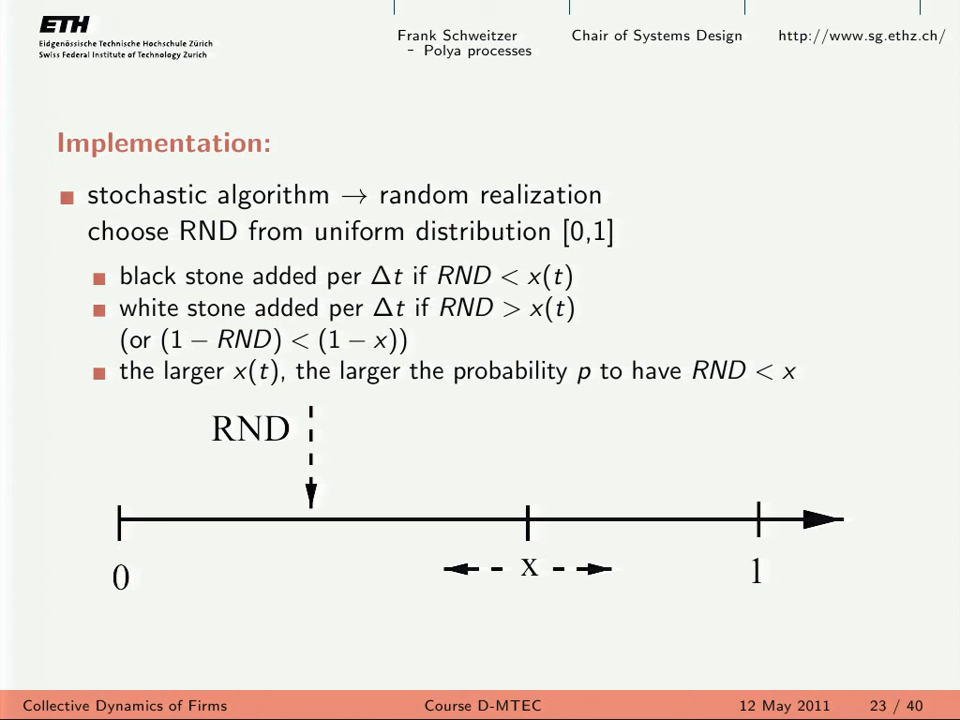 ETH
Eidgenössische Technische Hochschule Zürich
Swiss Federal Institute of Technology Zurich
Frank Schweitzer
- Polya processes
Chair of Systems Design
http://www.sg.ethz.ch/
Implementation:
stochastic algorithm → random realization
choose RND from uniform distribution [0,1]
black stone added per Δt if RND < x(t)
white stone added per Δt if RND > x(t)
(or (1 − RND) < (1 − x))
the larger x(t), the larger the probability p to have RND < x
RND
0 x 1
Collective Dynamics of Firms Course D-MTEC 12 May 2011 23 / 40